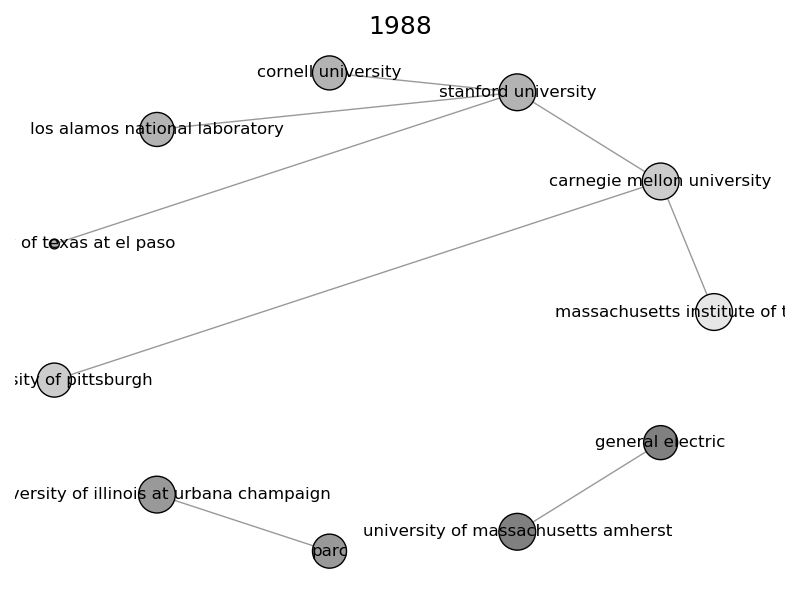 1988
cornell university
stanford university
los alamos national laboratory
carnegie mellon university
of texas at el paso
massachusetts institute of t
sity of pittsburgh
general electric
versity of illinois at urbana champaign
university of massachusetts amherst
parc